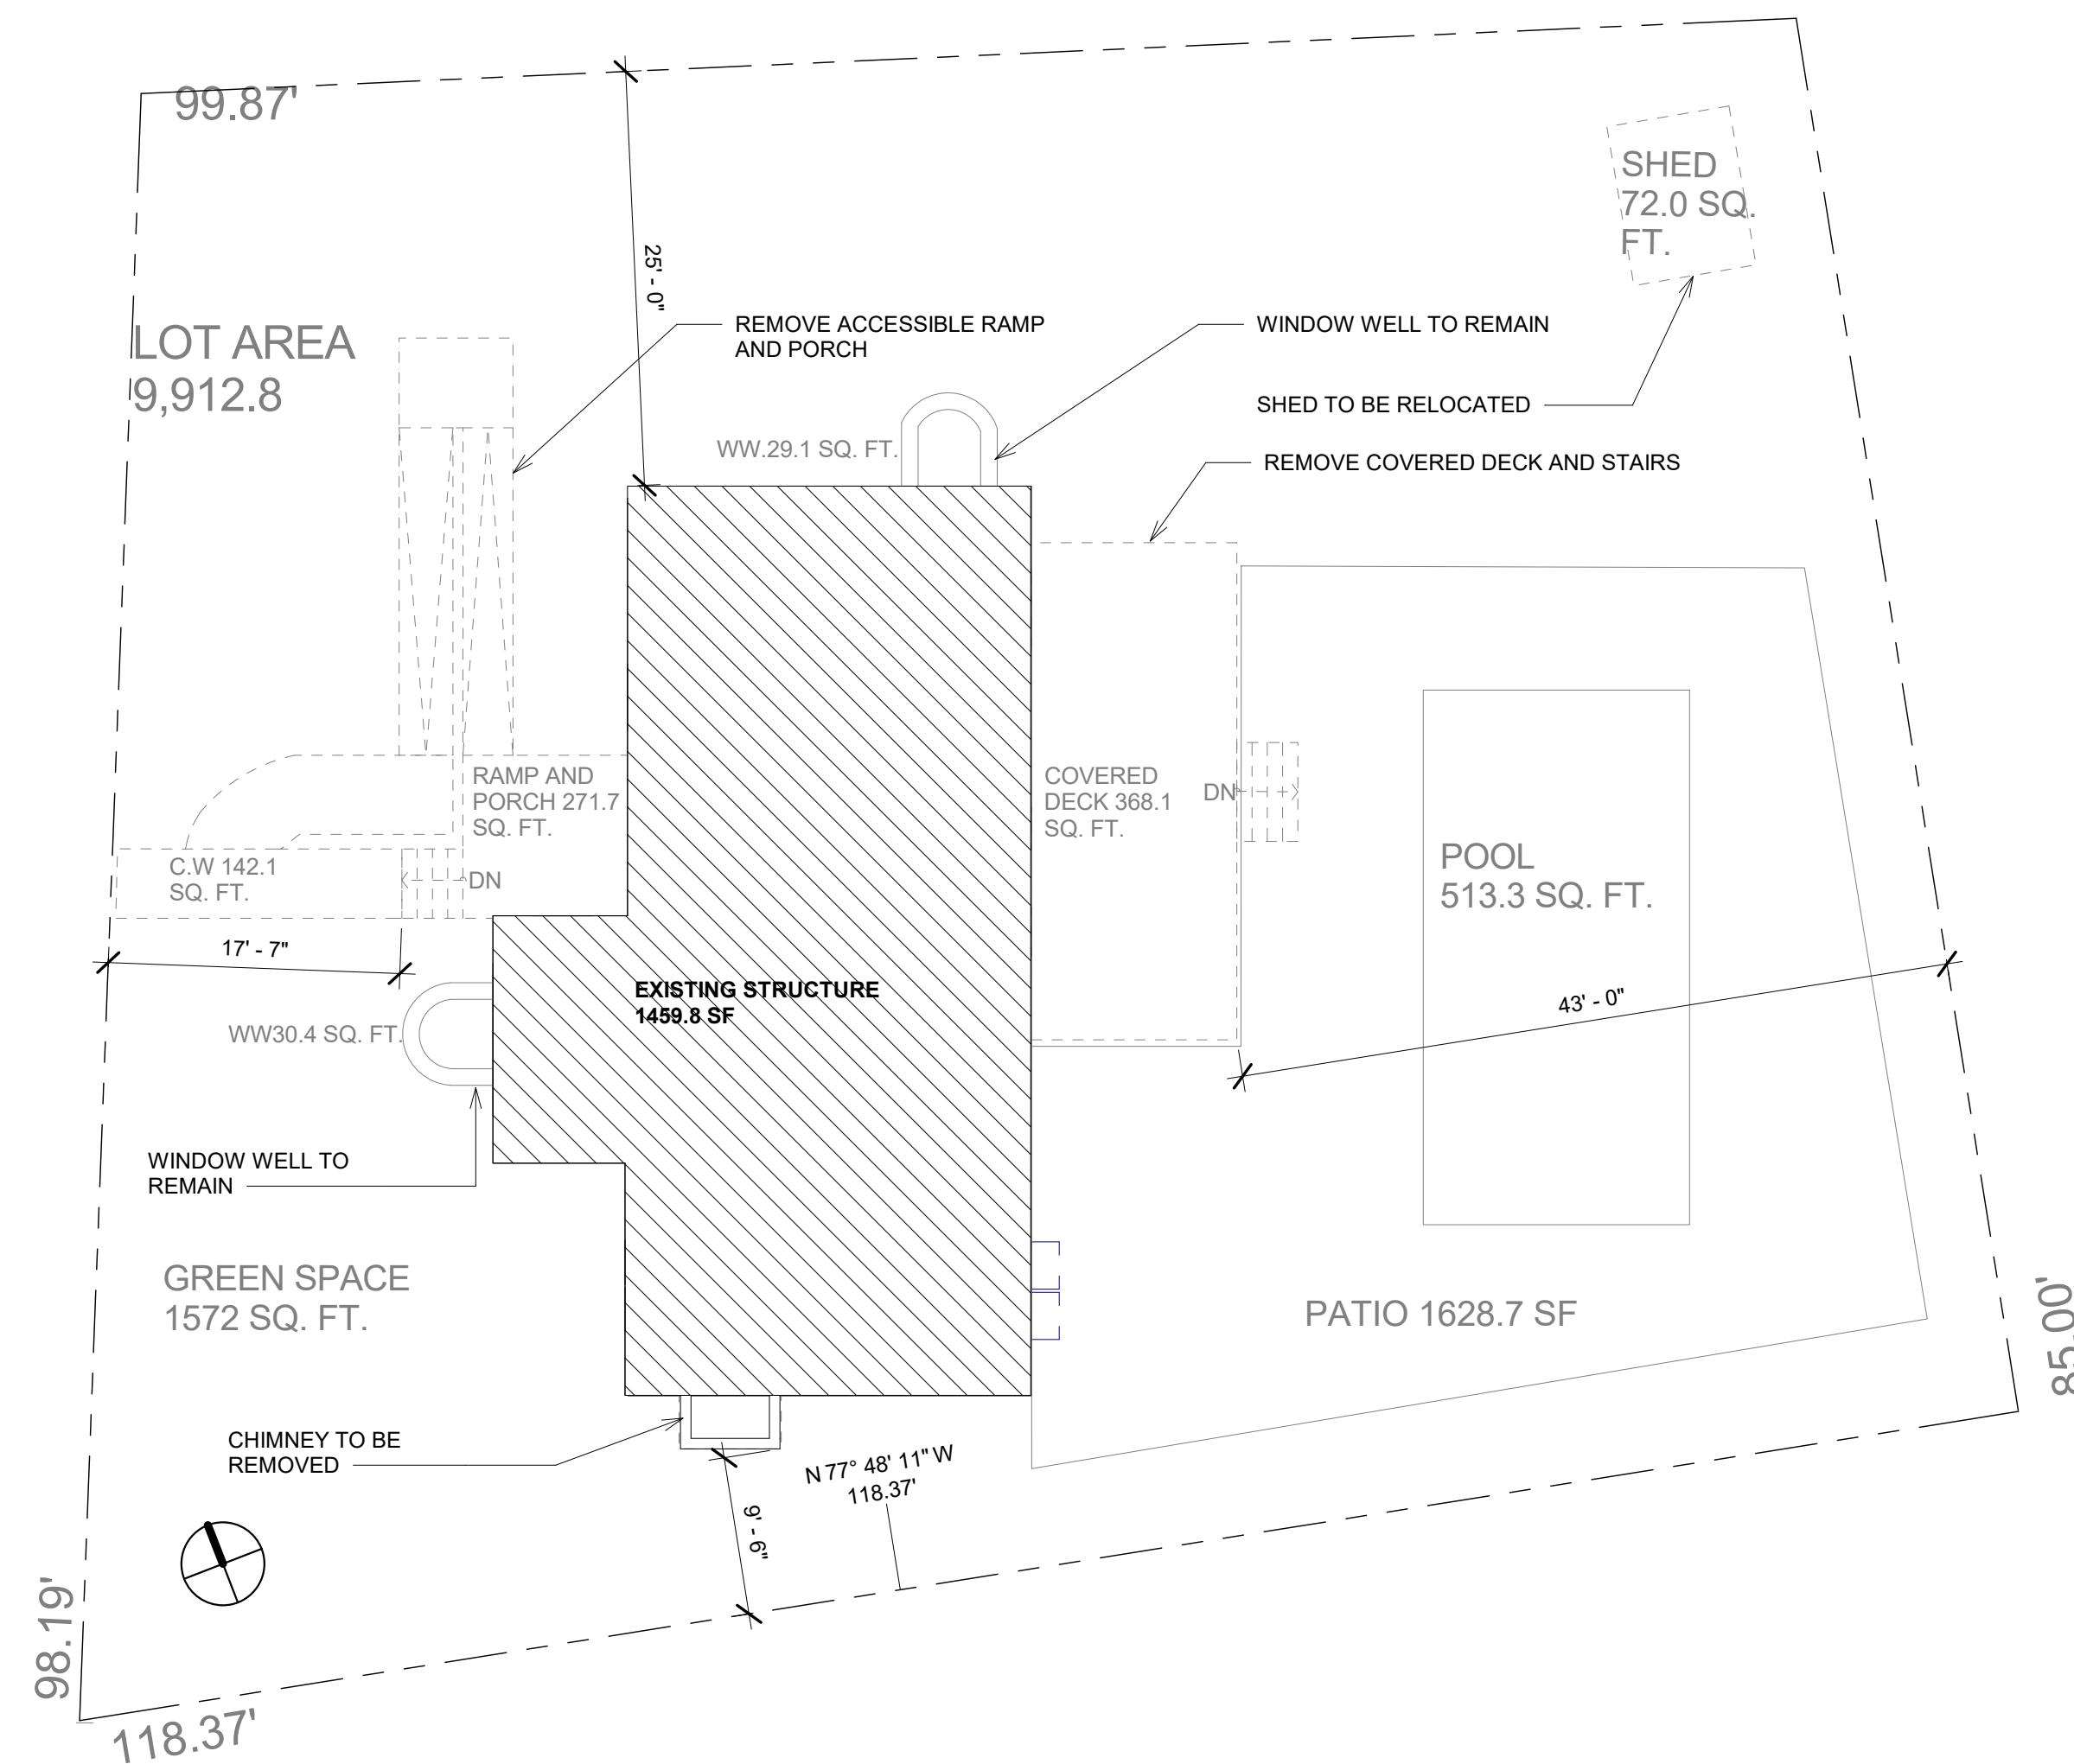 99.87'
SHED
72.0 SQ.
FT.
25' - 0"
LOT AREA
9,912.8
REMOVE ACCESSIBLE RAMP
AND PORCH
WINDOW WELL TO REMAIN
SHED TO BE RELOCATED
WW.29.1 SQ. FT.
REMOVE COVERED DECK AND STAIRS
RAMP AND
PORCH 271.7
SQ. FT.
COVERED
DECK 368.1
SQ. FT.
DN
C.W 142.1
SQ. FT.
DN
POOL
513.3 SQ. FT.
17' - 7"
EXISTING STRUCTURE
1459.8 SF
43' - 0"
WW30.4 SQ. FT.
WINDOW WELL TO
REMAIN
GREEN SPACE
1572 SQ. FT.
PATIO 1628.7 SF
85.00'
CHIMNEY TO BE
REMOVED
N 77° 48' 11" W
118.37'
9' - 6"
98.19'
118.37'